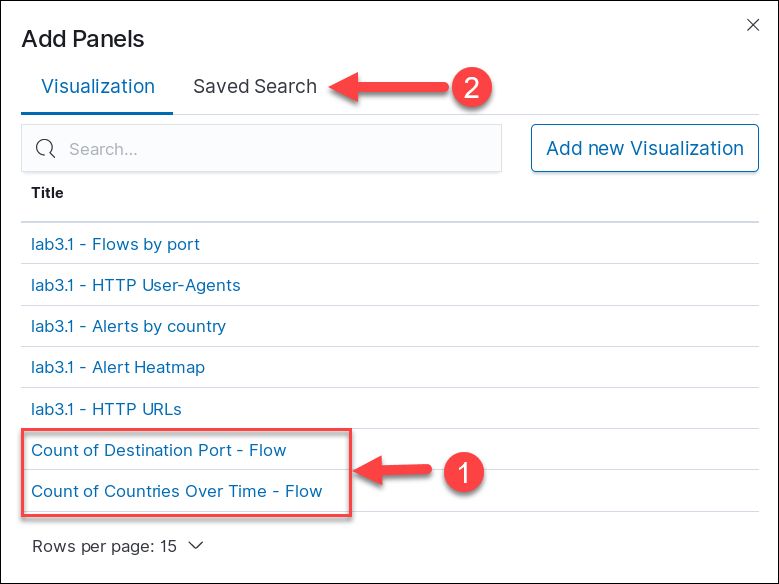 Add Panels
Visualization Saved Search 2
Search...
Add new Visualization
Title
lab3.1 - Flows by port
lab3.1 - HTTP User-Agents
lab3.1 - Alerts by country
lab3.1 - Alert Heatmap
lab3.1 - HTTP URLs
Count of Destination Port - Flow
1
Count of Countries Over Time - Flow
Rows per page: 15